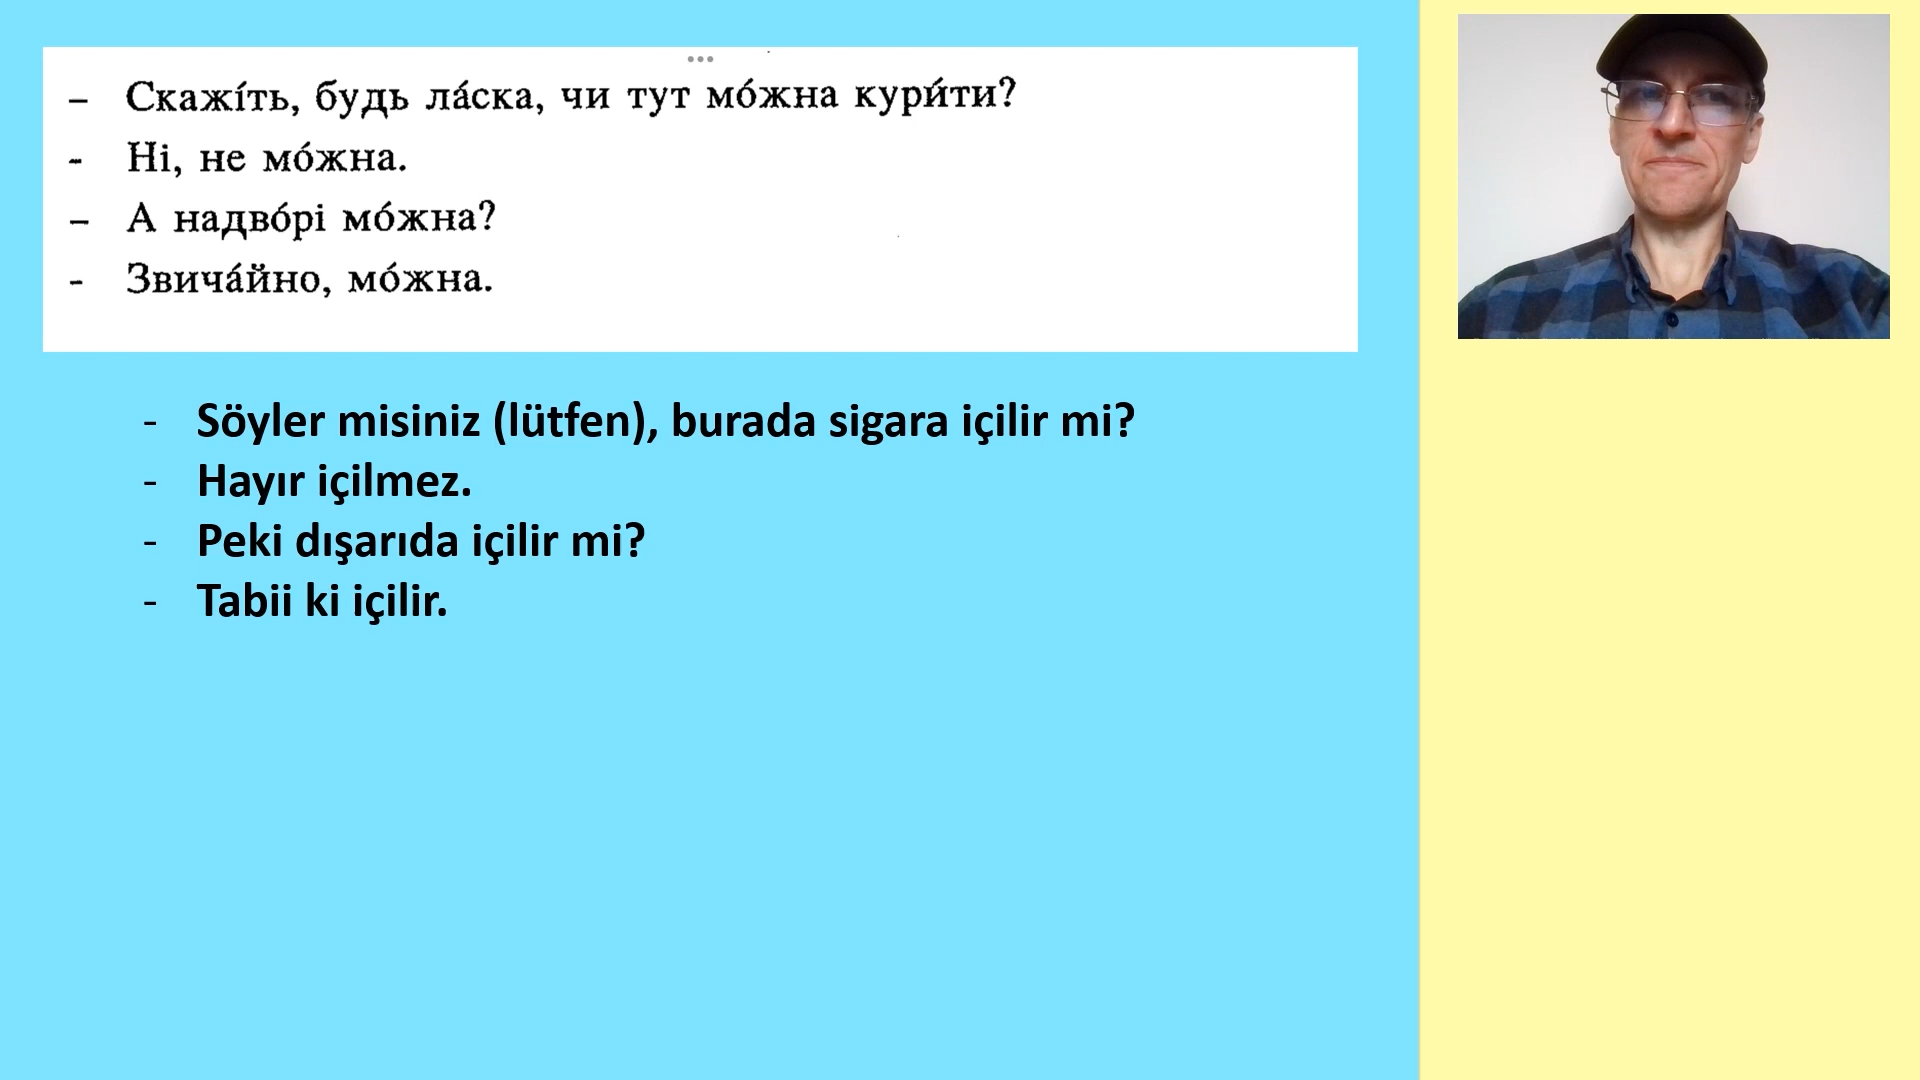 – Скажі́ть, будь ла́ска, чи тут мо́жна кури́ти?
- Ні, не мо́жна.
– А надво́рі мо́жна?
- Звича́йно, мо́жна.
- Söyler misiniz (lütfen), burada sigara içilir mi?
- Hayır içilmez.
- Peki dışarıda içilir mi?
- Tabii ki içilir.